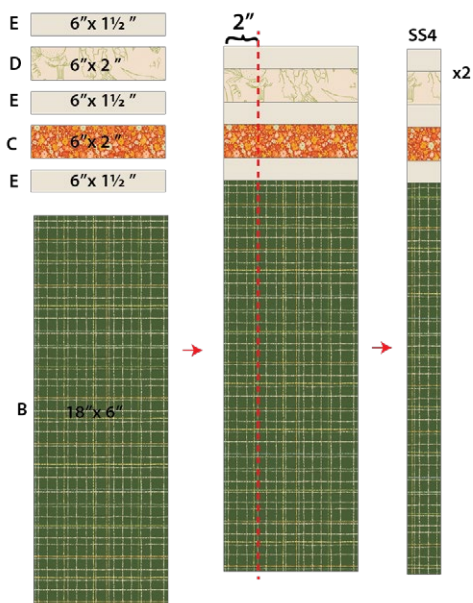 E 6”x 1½ ”
D 6”x 2 ”
E 6”x 1½ ”
C 6”x 2 ”
E 6”x 1½ ”
B 18”x 6”
2”
SS4
x2